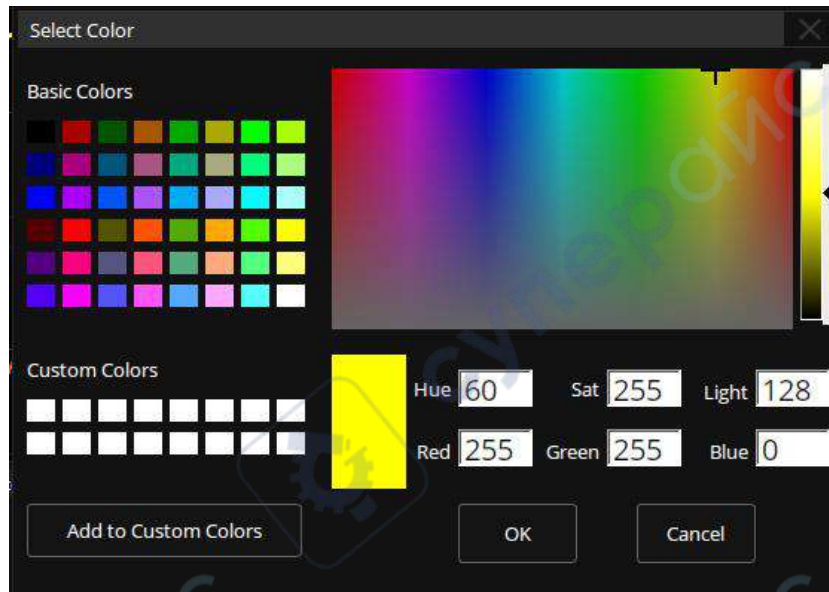 Select Color
Basic Colors
Custom Colors
Hue 60 Sat 255 Light 128
Red 255 Green 255 Blue 0
Add to Custom Colors OK Cancel
суперайс